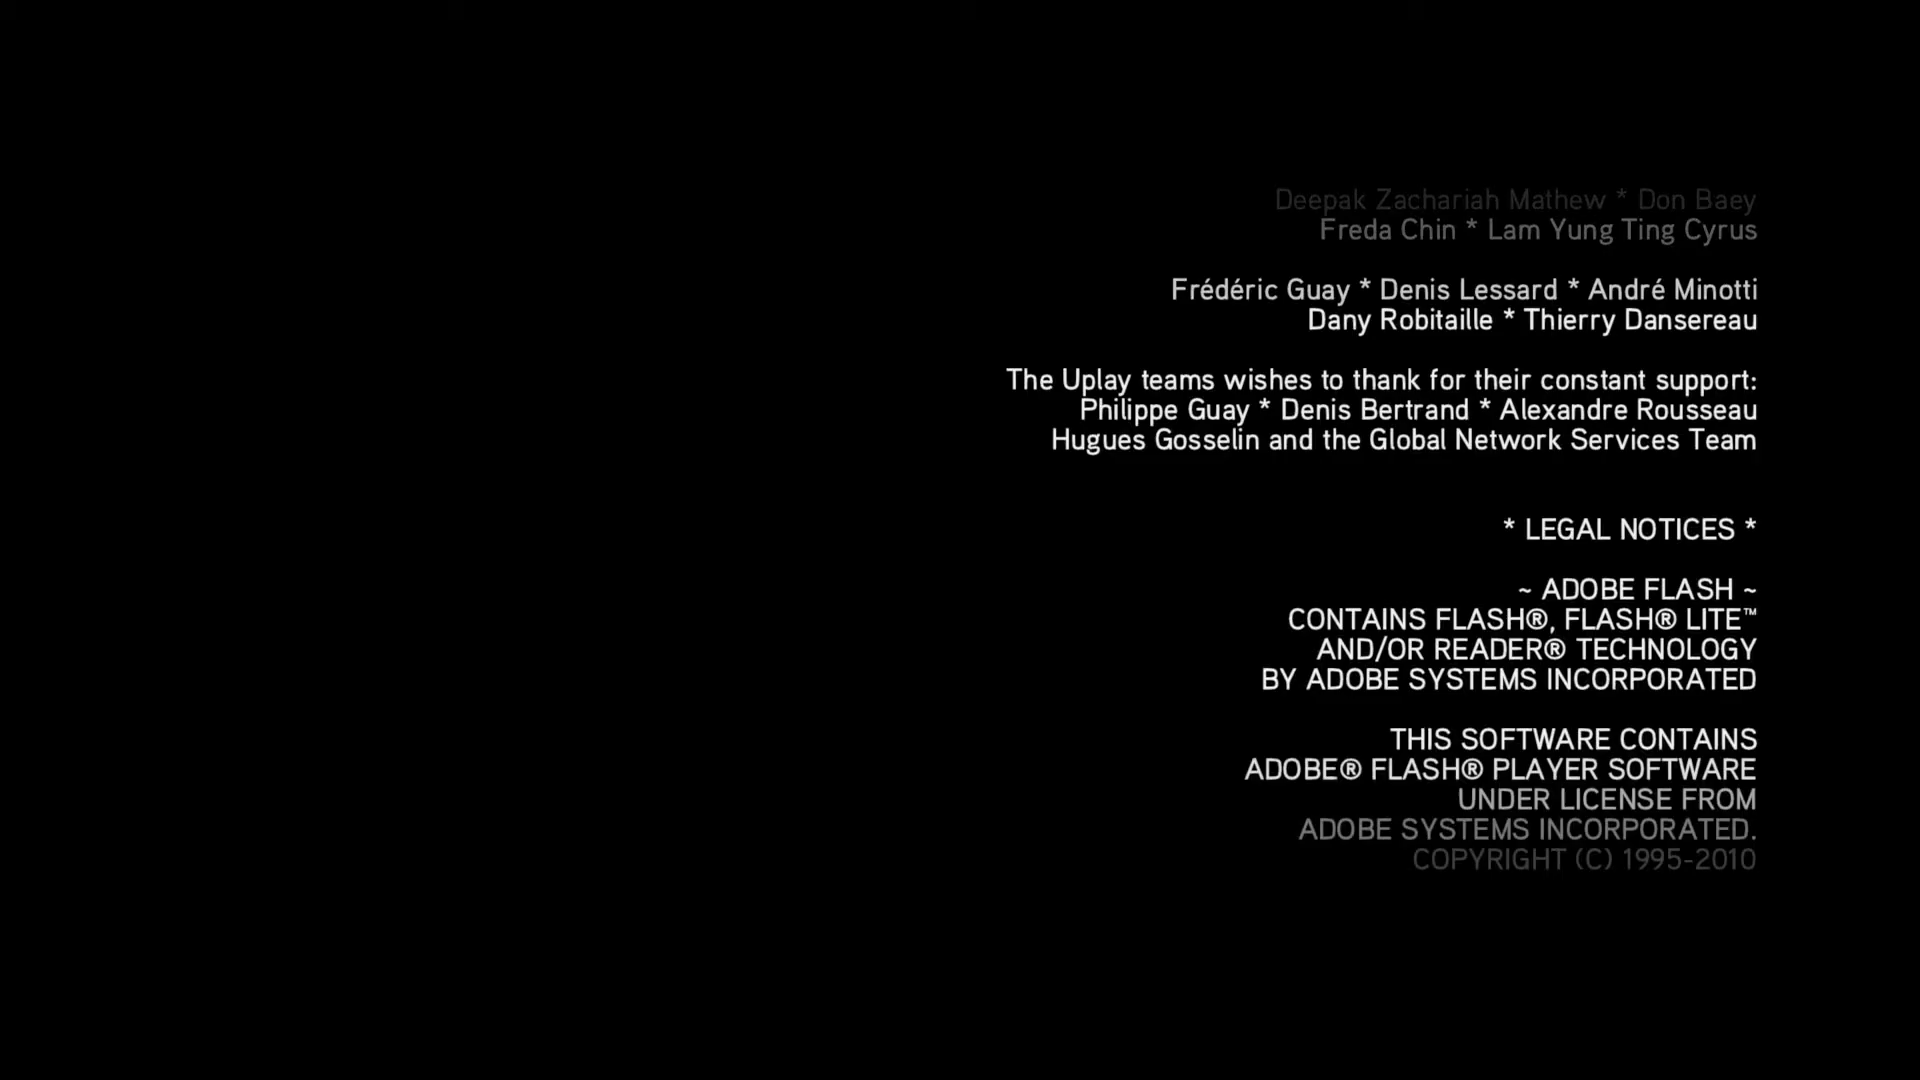 Deepak Zachariah Mathew * Don Baey
Freda Chin * Lam Yung Ting Cyrus
Frédéric Guay * Denis Lessard * André Minotti
Dany Robitaille * Thierry Dansereau
The Uplay teams wishes to thank for their constant support:
Philippe Guay * Denis Bertrand * Alexandre Rousseau
Hugues Gosselin and the Global Network Services Team
* LEGAL NOTICES *
~ ADOBE FLASH ~
CONTAINS FLASH®, FLASH® LITE™
AND/OR READER® TECHNOLOGY
BY ADOBE SYSTEMS INCORPORATED
THIS SOFTWARE CONTAINS
ADOBE® FLASH® PLAYER SOFTWARE
UNDER LICENSE FROM
ADOBE SYSTEMS INCORPORATED.
COPYRIGHT (C) 1995-2010